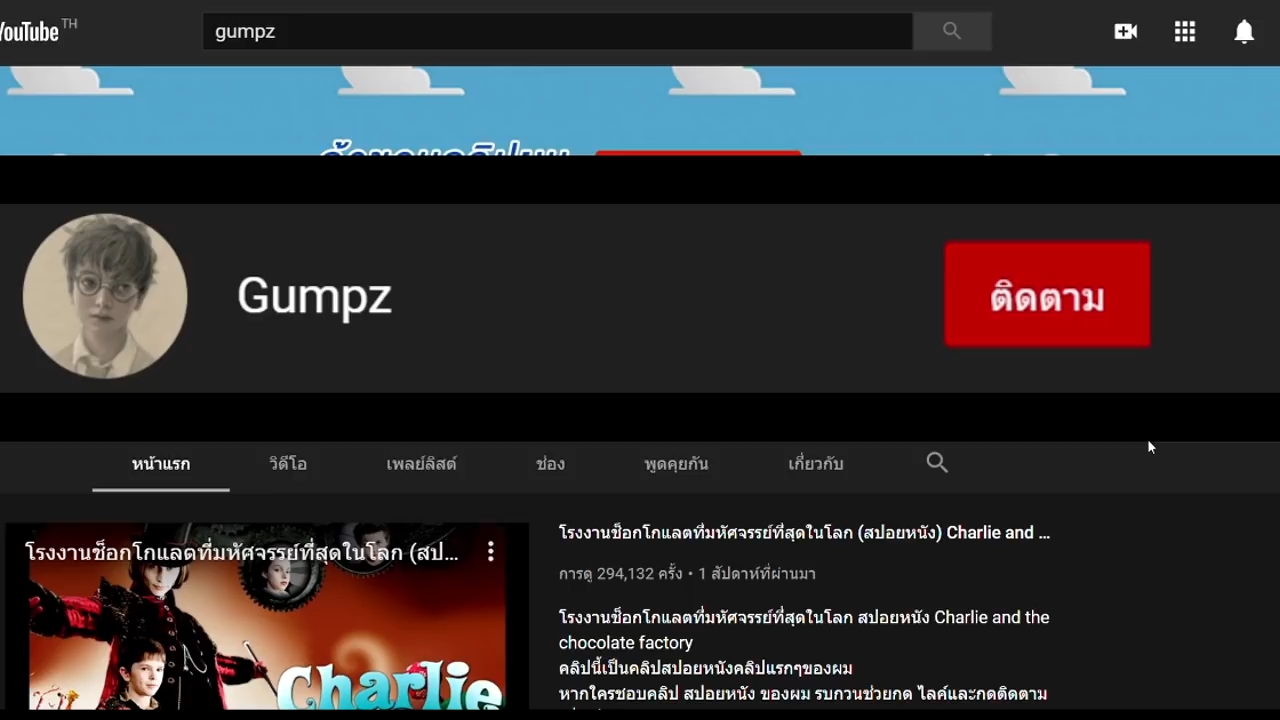 YouTube TH
gumpz
Gumpz
ติดตาม
หน้าแรก
วิดีโอ
เพลย์ลิสต์
ช่อง
พูดคุยกัน
เกี่ยวกับ
โรงงานช็อกโกแลตที่มหัศจรรย์ที่สุดในโลก (สป...
Charlie
โรงงานช็อกโกแลตที่มหัศจรรย์ที่สุดในโลก (สปอยหนัง) Charlie and ...
การดู 294,132 ครั้ง • 1 สัปดาห์ที่ผ่านมา
โรงงานช็อกโกแลตที่มหัศจรรย์ที่สุดในโลก สปอยหนัง Charlie and the
chocolate factory
คลิปนี้เป็นคลิปสปอยหนังคลิปแรกๆของผม
หากใครชอบคลิป สปอยหนัง ของผม รบกวนช่วยกด ไลค์และกดติดตาม